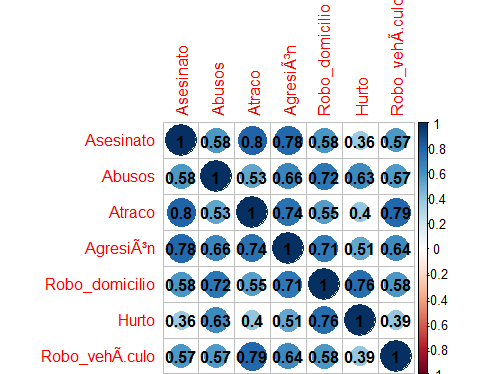 Asesinato Abusos Atraco AgresiÃ³n Robo_domicilio Hurto Robo_vehÃ.culo
Asesinato 1 0.58 0.8 0.78 0.58 0.36 0.57
Abusos 0.58 1 0.53 0.66 0.72 0.63 0.57
Atraco 0.8 0.53 1 0.74 0.55 0.4 0.79
AgresiÃ³n 0.78 0.66 0.74 1 0.71 0.51 0.64
Robo_domicilio 0.58 0.72 0.55 0.71 1 0.76 0.58
Hurto 0.36 0.63 0.4 0.51 0.76 1 0.39
Robo_vehÃ.culo 0.57 0.57 0.79 0.64 0.58 0.39 1
1
0.8
0.6
0.4
0.2
0
-0.2
-0.4
-0.6
-0.8
-1